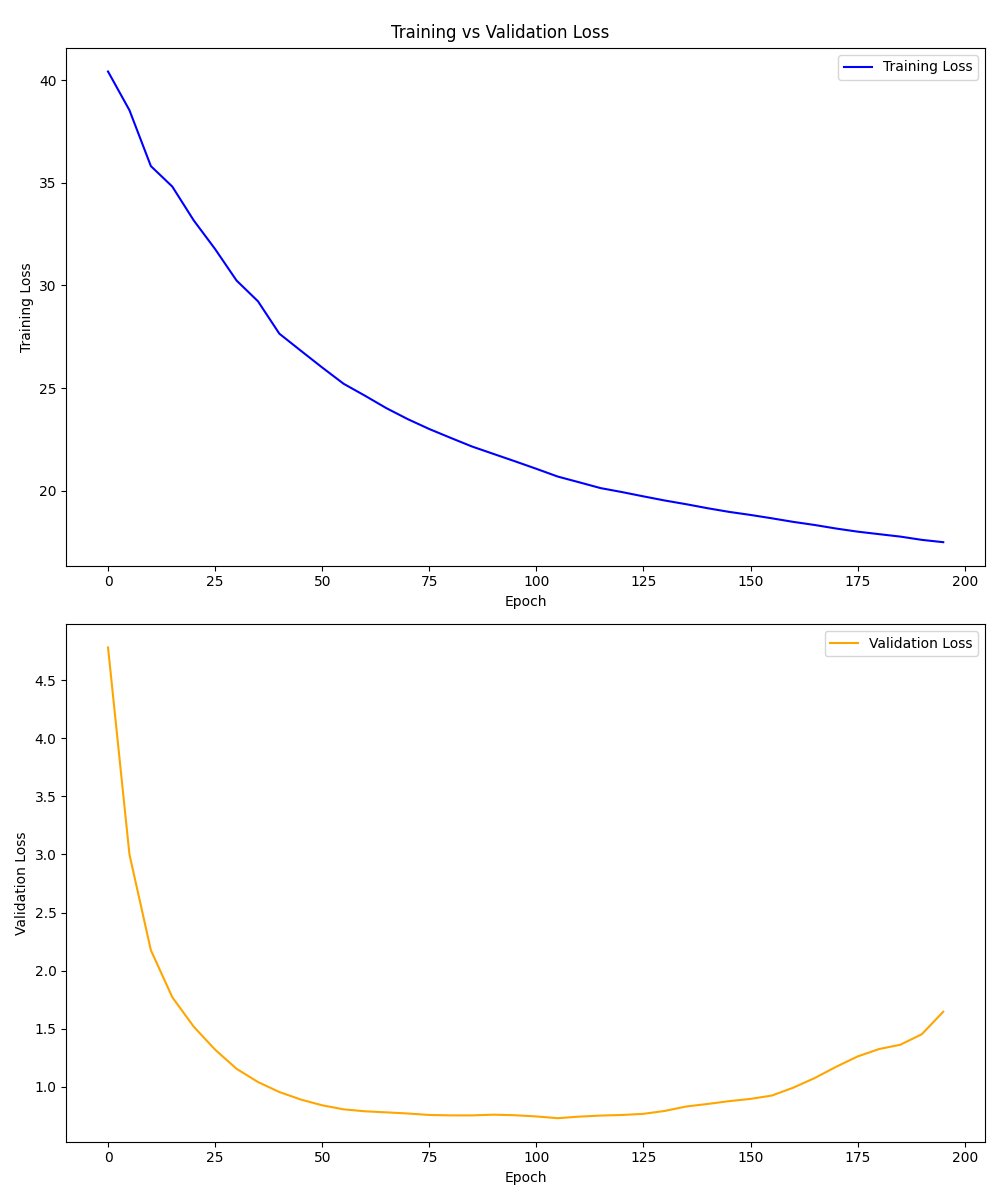 Training vs Validation Loss
Training Loss
40
35
30
25
20
Training Loss
0 25 50 75 100 125 150 175 200
Epoch
Validation Loss
4.5
4.0
3.5
3.0
2.5
2.0
1.5
1.0
Validation Loss
0 25 50 75 100 125 150 175 200
Epoch